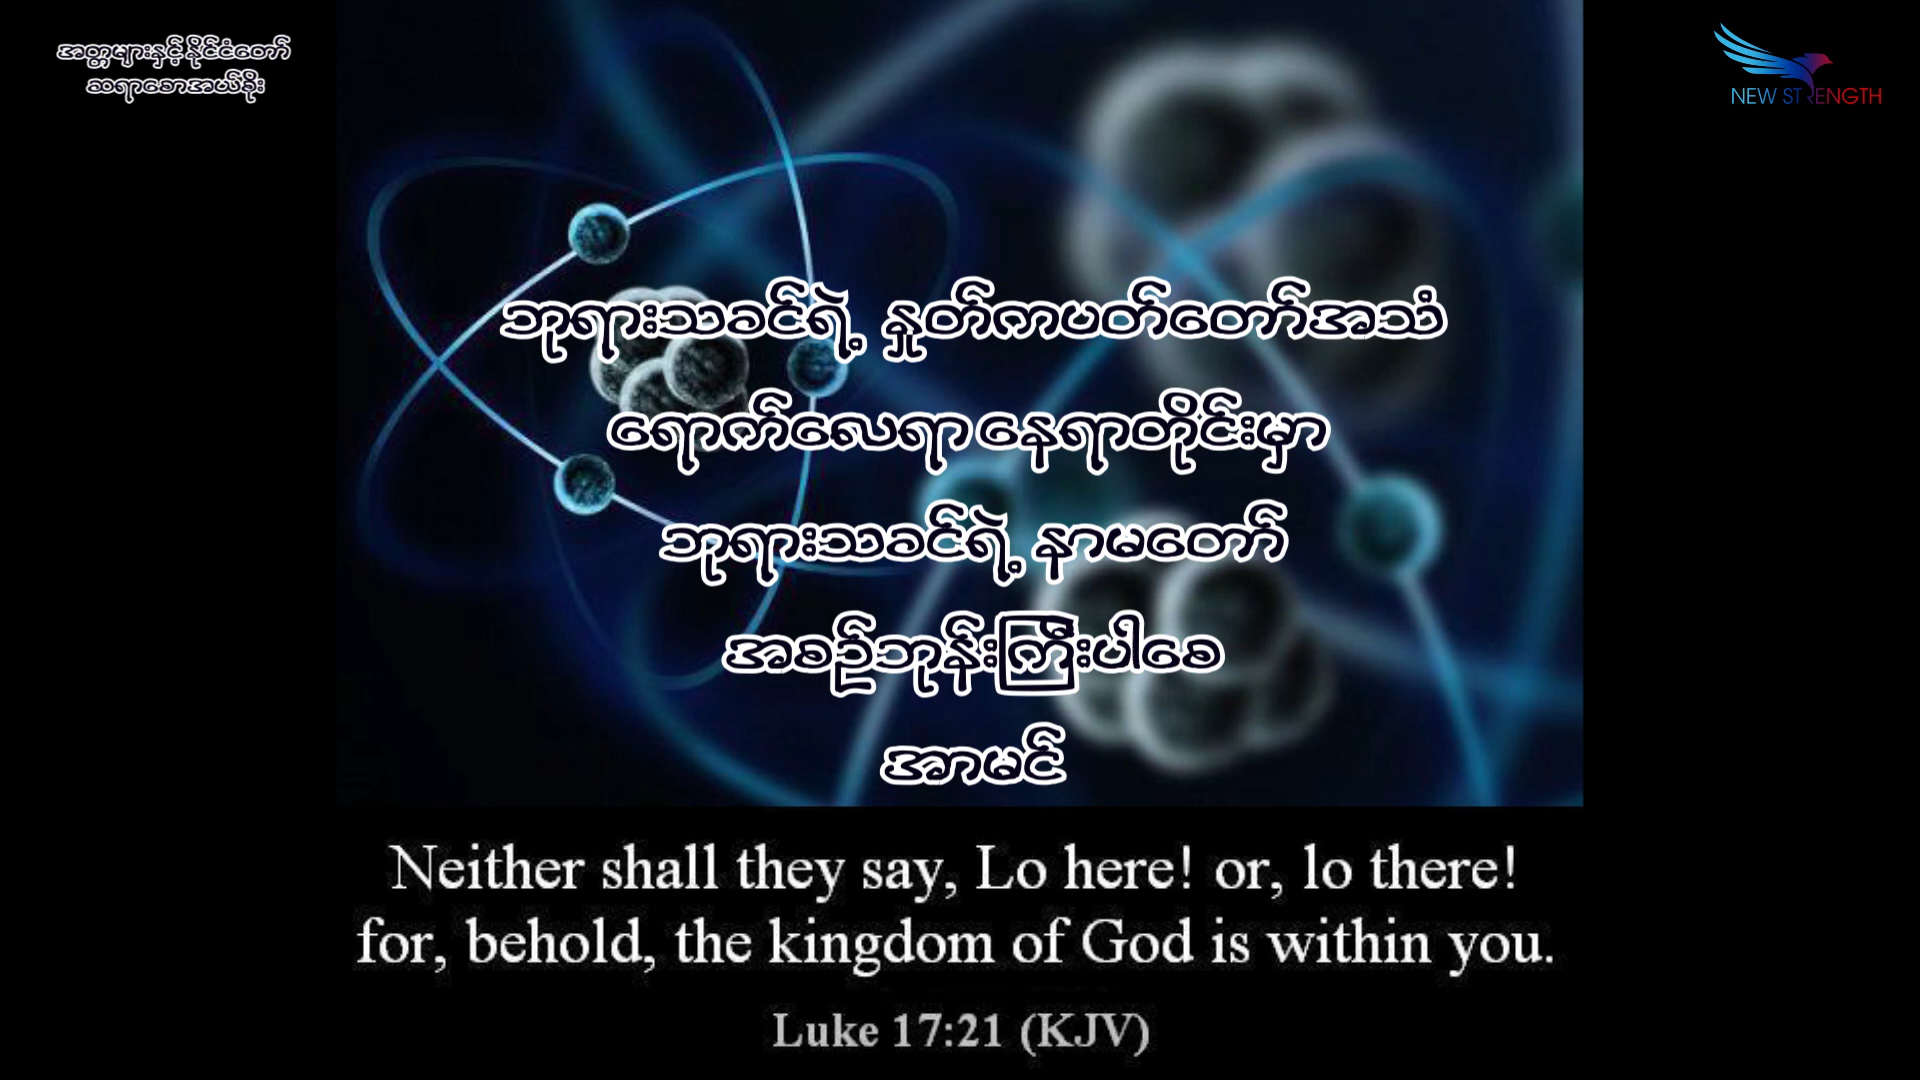 အတ္တများနှင့်နိုင်ငံတော်
ဆရာစောအယ်ခိုး
NEW STRENGTH
ဘုရားသခင်ရဲ့ နှုတ်ကပတ်တော်အသံ
ရောက်လေရာနေရာတိုင်းမှာ
ဘုရားသခင်ရဲ့ နာမတော်
အစဉ်ဘုန်းကြီးပါစေ
အာမင်
Neither shall they say, Lo here! or, lo there!
for, behold, the kingdom of God is within you.
Luke 17:21 (KJV)